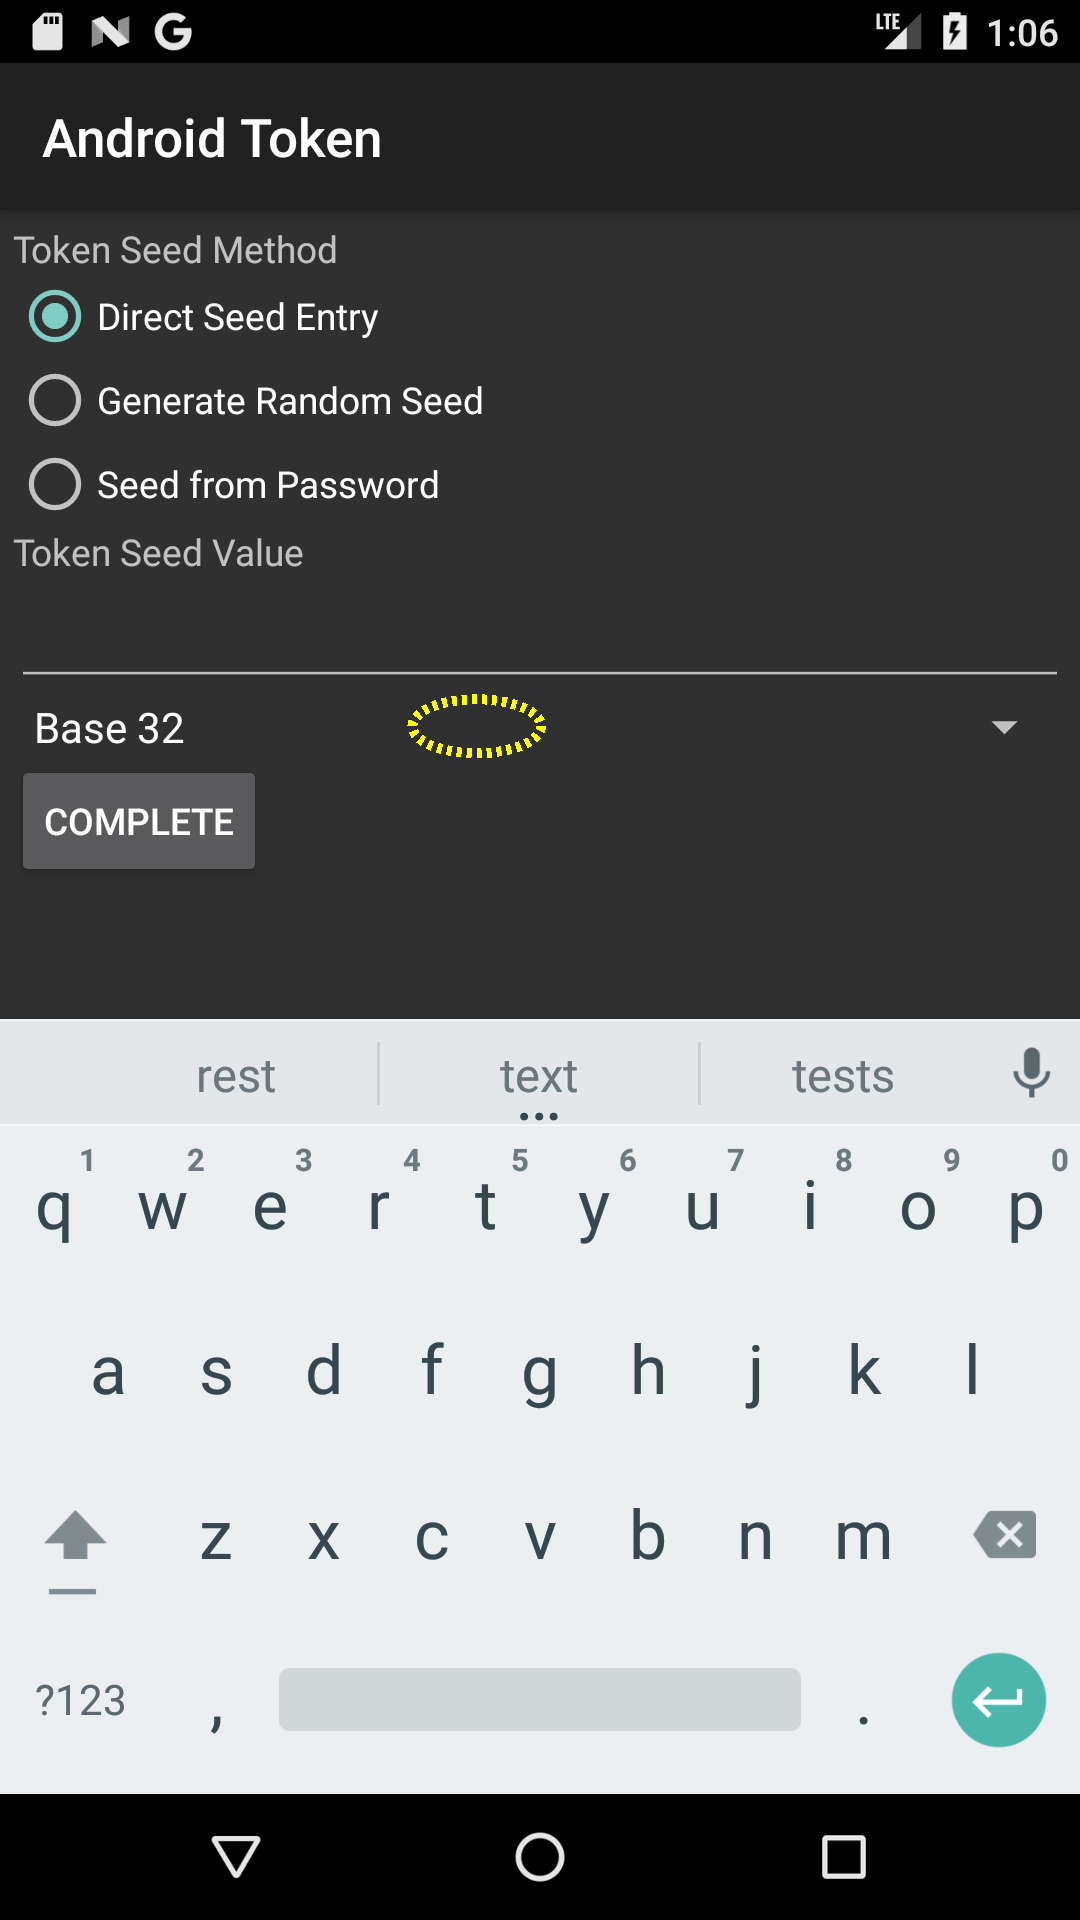 LTE 1:06
Android Token
Token Seed Method
Direct Seed Entry
Generate Random Seed
Seed from Password
Token Seed Value
Base 32
COMPLETE
rest text tests
1 2 3 4 5 6 7 8 9 0
q w e r t y u i o p
a s d f g h j k l
z x c v b n m
?123 , .